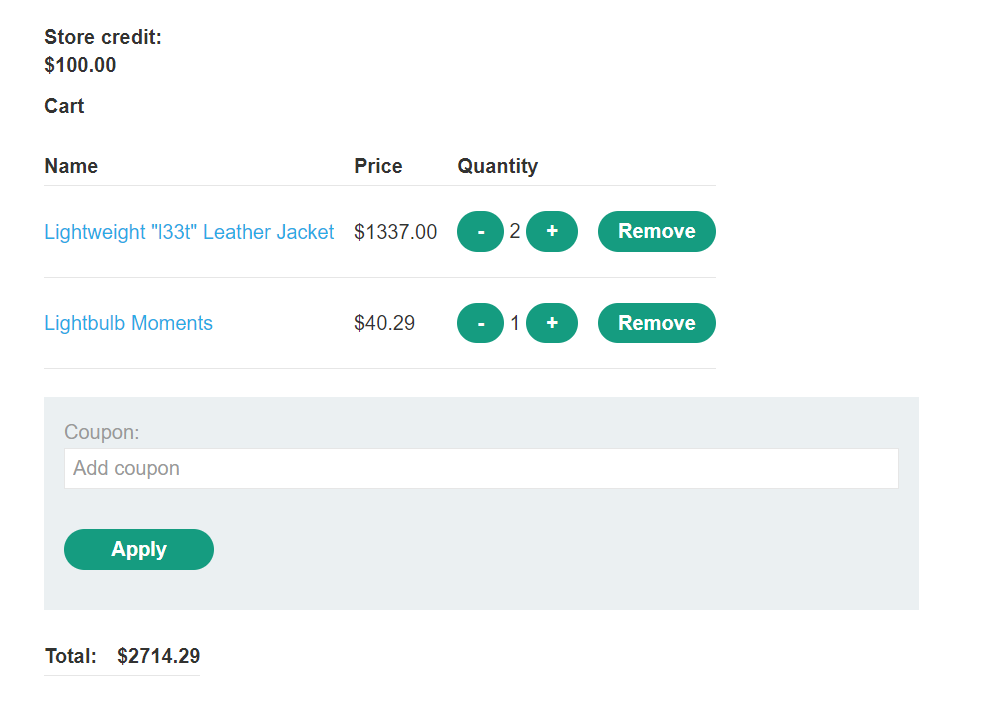 Store credit:
$100.00
Cart
Name Price Quantity
Lightweight "l33t" Leather Jacket $1337.00 - 2 + Remove
Lightbulb Moments $40.29 - 1 + Remove
Coupon:
Add coupon
Apply
Total: $2714.29